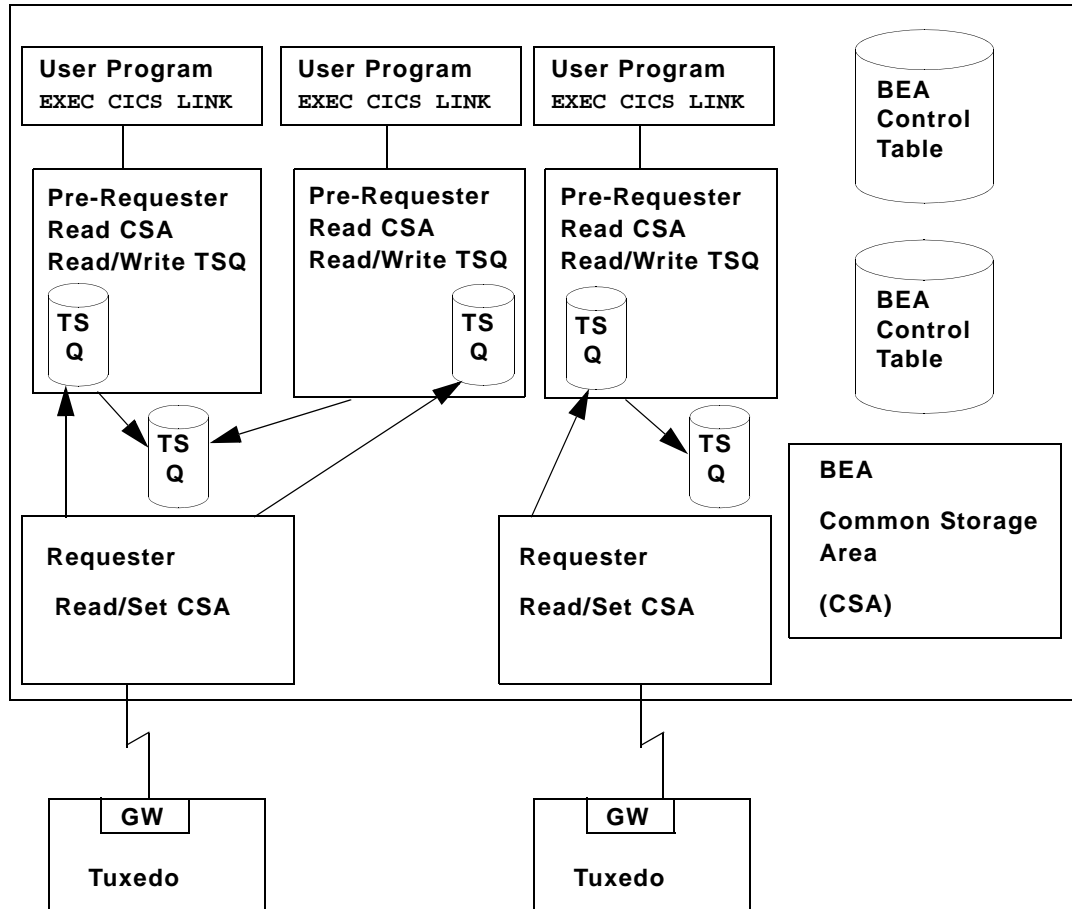 User Program
EXEC CICS LINK
User Program
EXEC CICS LINK
User Program
EXEC CICS LINK
BEA
Control
Table
Pre-Requester
Read CSA
Read/Write TSQ
TS
Q
Pre-Requester
Read CSA
Read/Write TSQ
TS
Q
Pre-Requester
Read CSA
Read/Write TSQ
TS
Q
BEA
Control
Table
TS
Q
TS
Q
BEA
Common Storage
Area
(CSA)
Requester
Read/Set CSA
Requester
Read/Set CSA
GW
Tuxedo
GW
Tuxedo